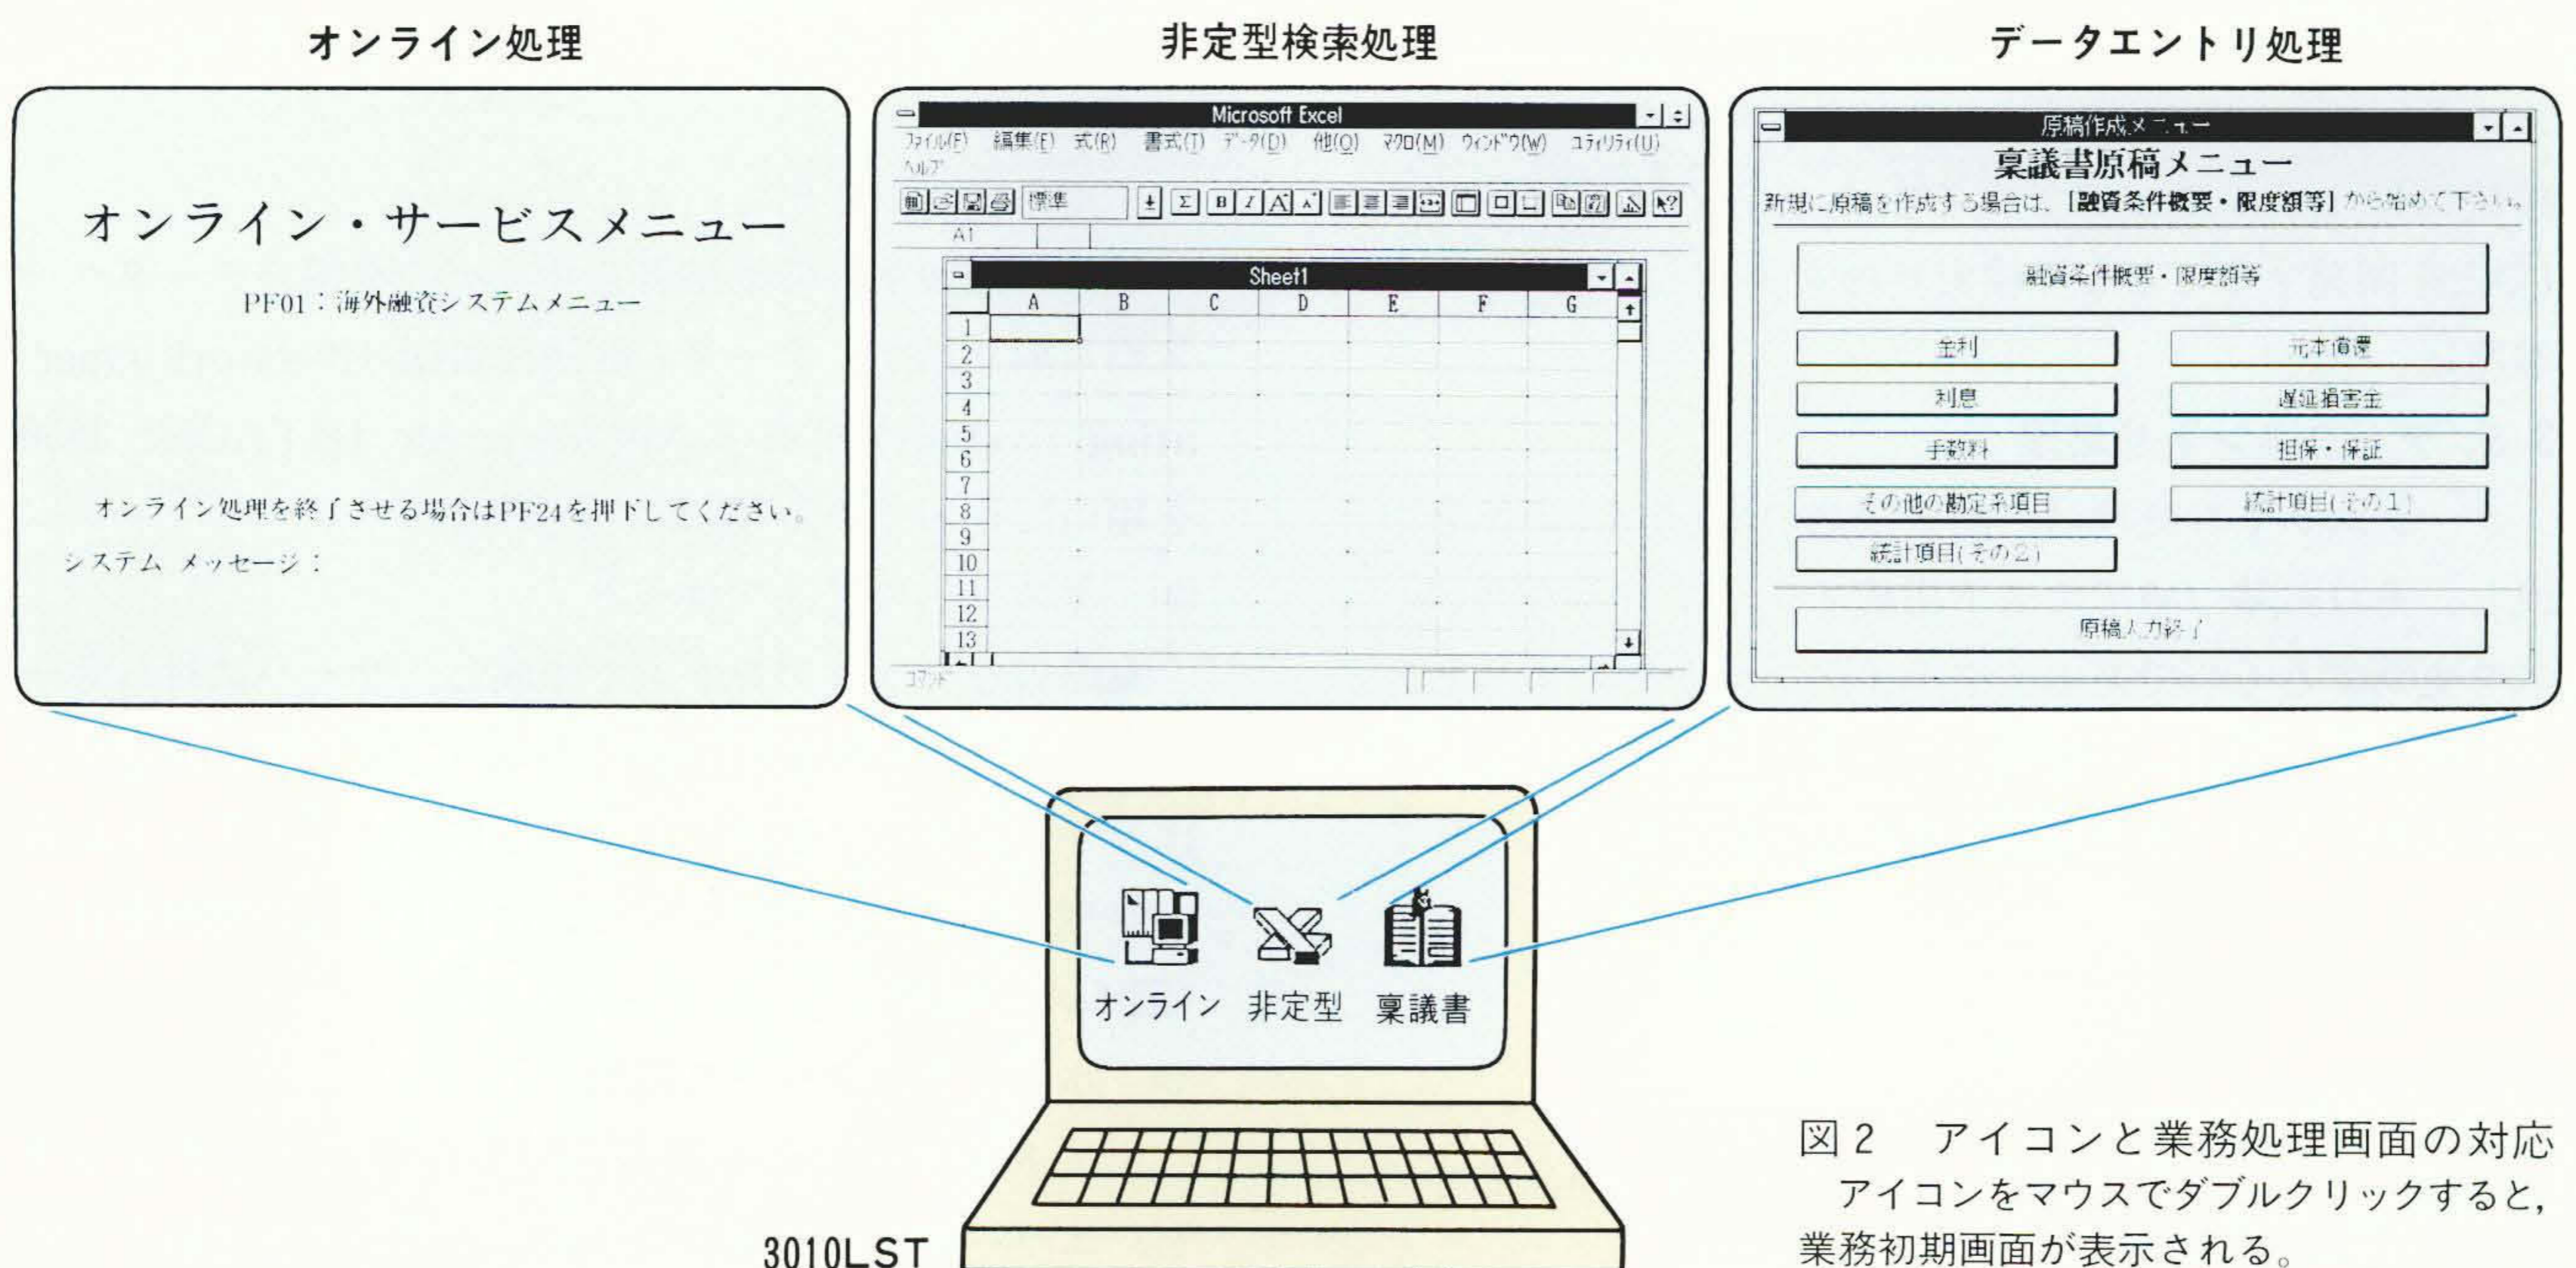 オンライン処理
オンライン・サービスメニュー
PF01:海外融資システムメニュー
オンライン処理を終了させる場合はPF24を押下してください。
システム メッセージ:
非定型検索処理
Microsoft Excel
ファイル(F) 編集(E) 式(R) 書式(T) データ(D) 他(O) マクロ(M) ウィンドウ(W) ユティリティ(U)
ヘルプ
標準 Σ B I A A
A1
Sheet1
A B C D E F G
1
2
3
4
5
6
7
8
9
10
11
12
13
コマンド
データエントリ処理
原稿作成メニュー
稟議書原稿メニュー
新規に原稿を作成する場合は、[融資条件概要・限度額等] から始めて下さい。
融資条件概要・限度額等
金利 元本償還
利息 遅延損害金
手数料 担保・保証
その他の勘定系項目 統計項目(その1)
統計項目(その2)
原稿入力終了
オンライン 非定型 稟議書
3010LST
図2 アイコンと業務処理画面の対応
アイコンをマウスでダブルクリックすると,
業務初期画面が表示される。